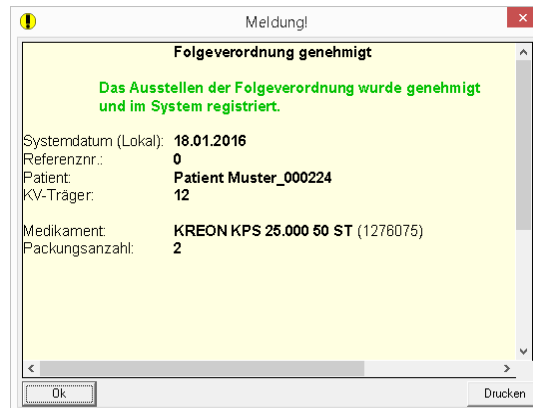 Meldung!
Folgeverordnung genehmigt
Das Ausstellen der Folgeverordnung wurde genehmigt
und im System registriert.
Systemdatum (Lokal): 18.01.2016
Referenznr.: 0
Patient: Patient Muster_000224
KV-Träger: 12
Medikament: KREON KPS 25.000 50 ST (1276075)
Packungsanzahl: 2
Ok Drucken